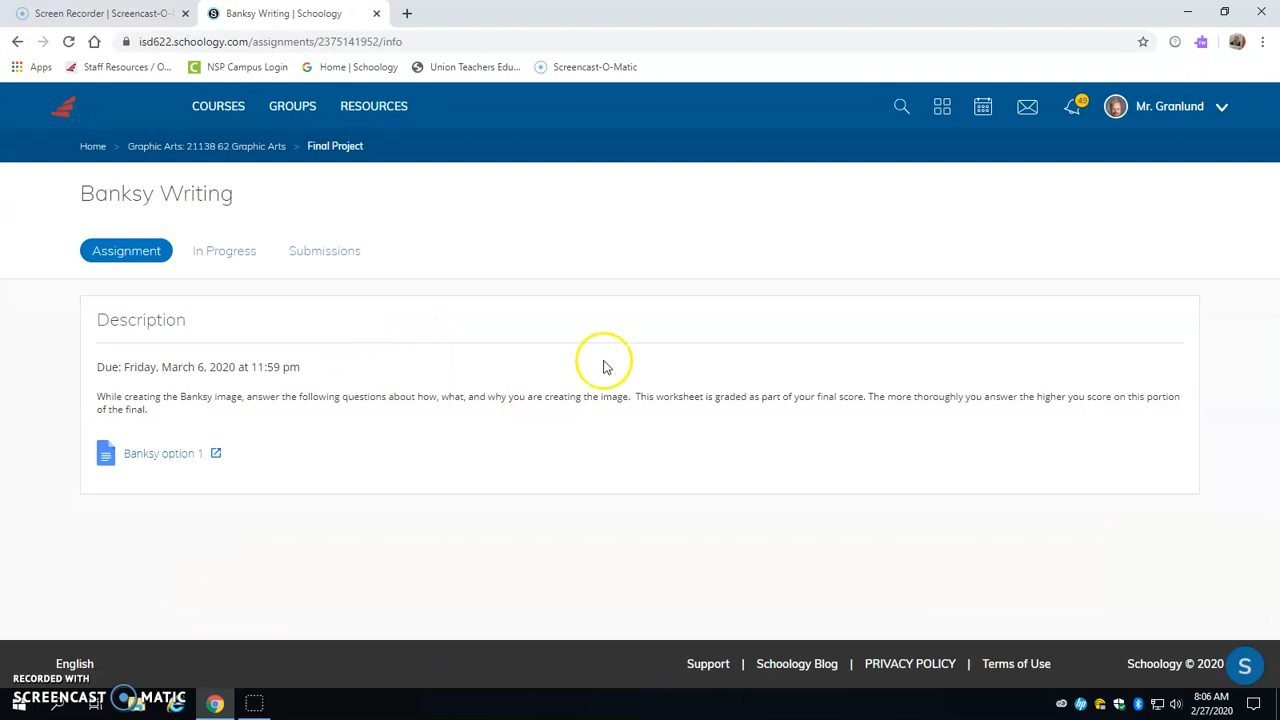 Screen Recorder | Screencast-O-
Banksy Writing | Schoology
isd622.schoology.com/assignments/2375141952/info
Apps
Staff Resources / O...
NSP Campus Login
Home | Schoology
Union Teachers Edu...
Screencast-O-Matic
COURSES
GROUPS
RESOURCES
49
Mr. Granlund
Home > Graphic Arts: 21138 62 Graphic Arts > Final Project
Banksy Writing
Assignment
In Progress
Submissions
Description
Due: Friday, March 6, 2020 at 11:59 pm
While creating the Banksy image, answer the following questions about how, what, and why you are creating the image. This worksheet is graded as part of your final score. The more thoroughly you answer the higher you score on this portion
of the final.
Banksy option 1
English
Support | Schoology Blog | PRIVACY POLICY | Terms of Use
Schoology © 2020
S
RECORDED WITH
SCREENCAST MATIC
8:06 AM
2/27/2020